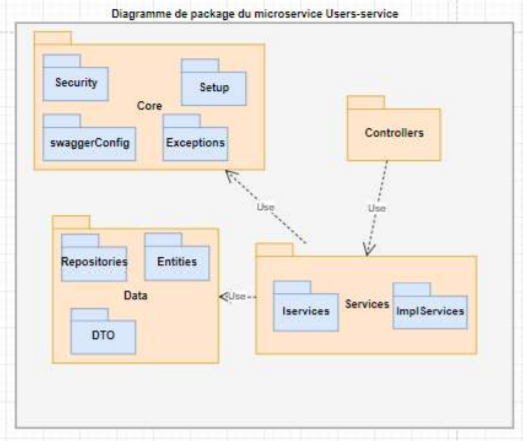 Diagramme de package du microservice Users-service
Security
Setup
Core
swaggerConfig
Exceptions
Controllers
Use
Use
Repositories
Entities
Data
DTO
Use
Iservices
Services
ImplServices